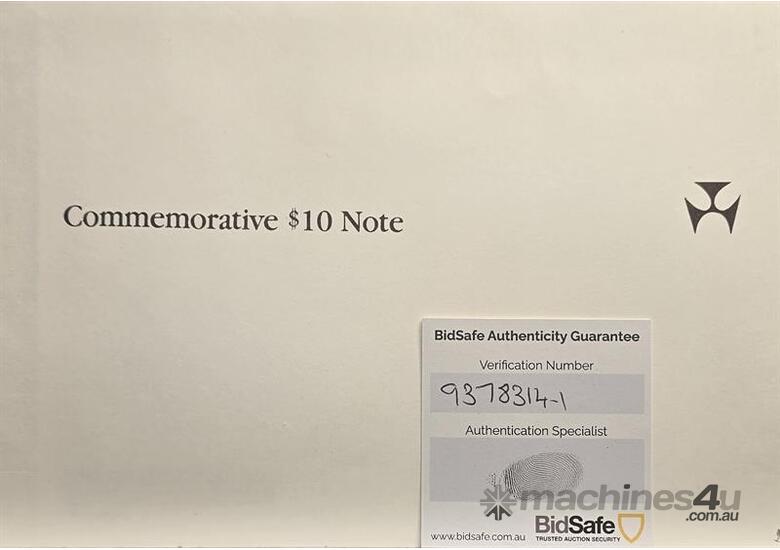 Commemorative $10 Note
BidSafe Authenticity Guarantee
Verification Number
9378314-1
Authentication Specialist
machines4u
.com.au
BidSafe
TRUSTED AUCTION SECURITY
www.bidsafe.com.au